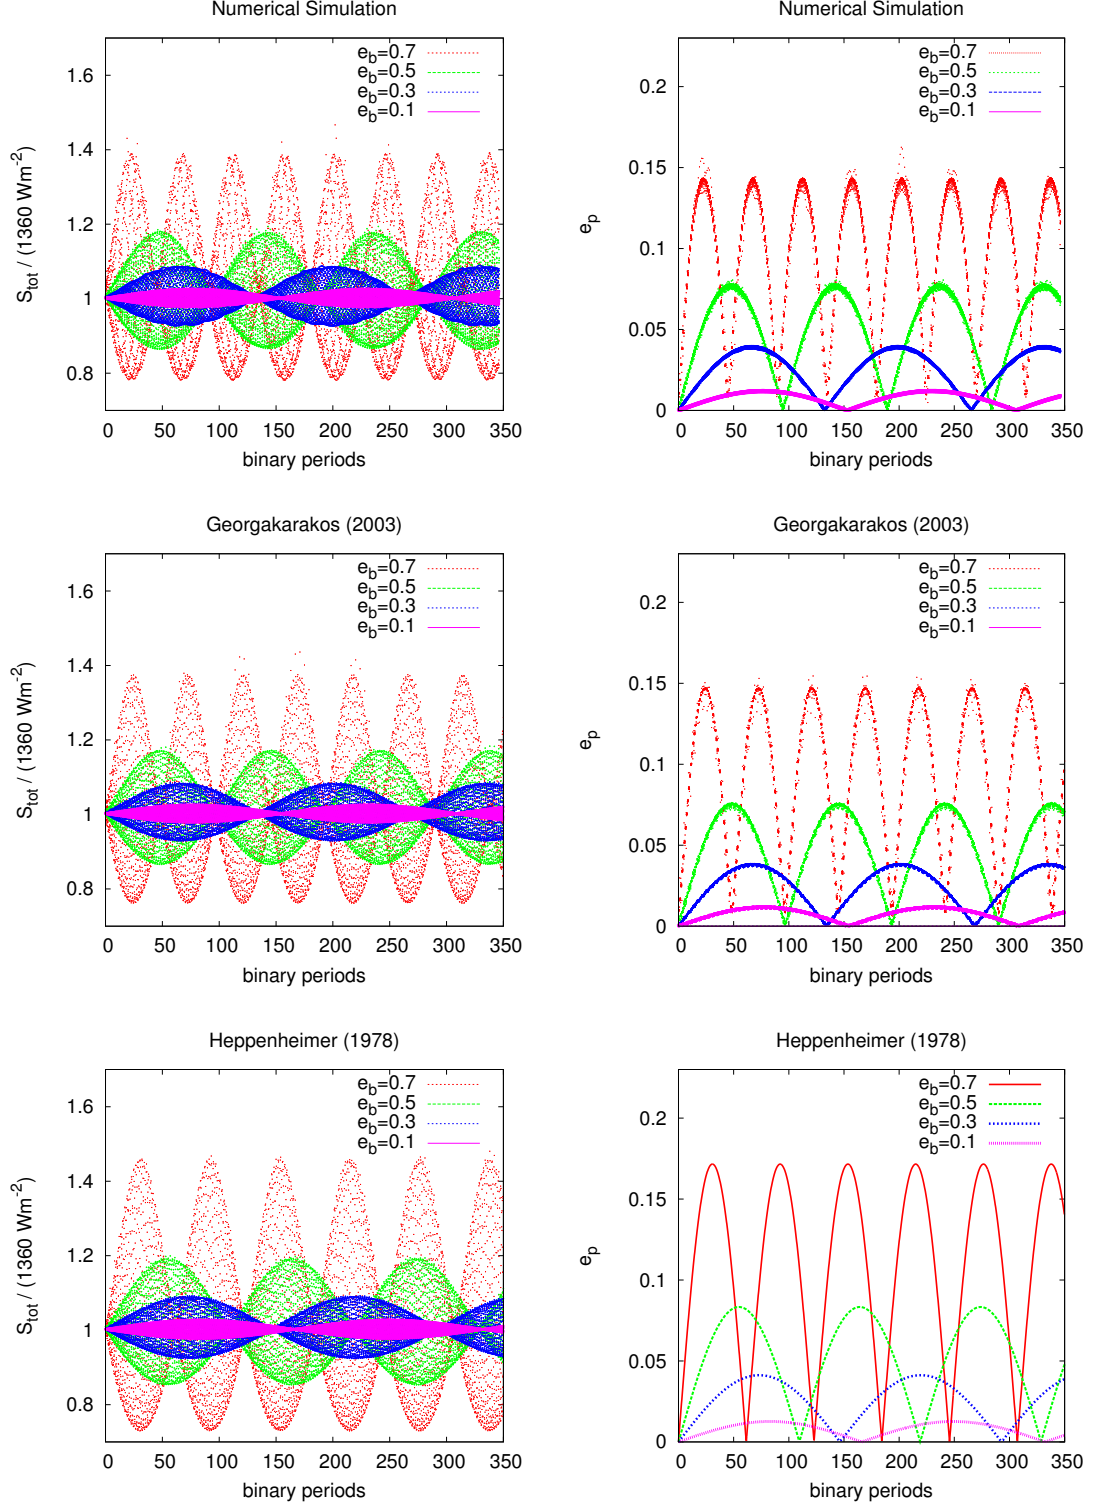 Numerical Simulation
S_tot / (1360 Wm^-2)
1.6
1.4
1.2
1
0.8
e_b=0.7
e_b=0.5
e_b=0.3
e_b=0.1
0 50 100 150 200 250 300 350
binary periods
Numerical Simulation
e_p
0.2
0.15
0.1
0.05
0
e_b=0.7
e_b=0.5
e_b=0.3
e_b=0.1
0 50 100 150 200 250 300 350
binary periods
Georgakarakos (2003)
S_tot / (1360 Wm^-2)
1.6
1.4
1.2
1
0.8
e_b=0.7
e_b=0.5
e_b=0.3
e_b=0.1
0 50 100 150 200 250 300 350
binary periods
Georgakarakos (2003)
e_p
0.2
0.15
0.1
0.05
0
e_b=0.7
e_b=0.5
e_b=0.3
e_b=0.1
0 50 100 150 200 250 300 350
binary periods
Heppenheimer (1978)
S_tot / (1360 Wm^-2)
1.6
1.4
1.2
1
0.8
e_b=0.7
e_b=0.5
e_b=0.3
e_b=0.1
0 50 100 150 200 250 300 350
binary periods
Heppenheimer (1978)
e_p
0.2
0.15
0.1
0.05
0
e_b=0.7
e_b=0.5
e_b=0.3
e_b=0.1
0 50 100 150 200 250 300 350
binary periods